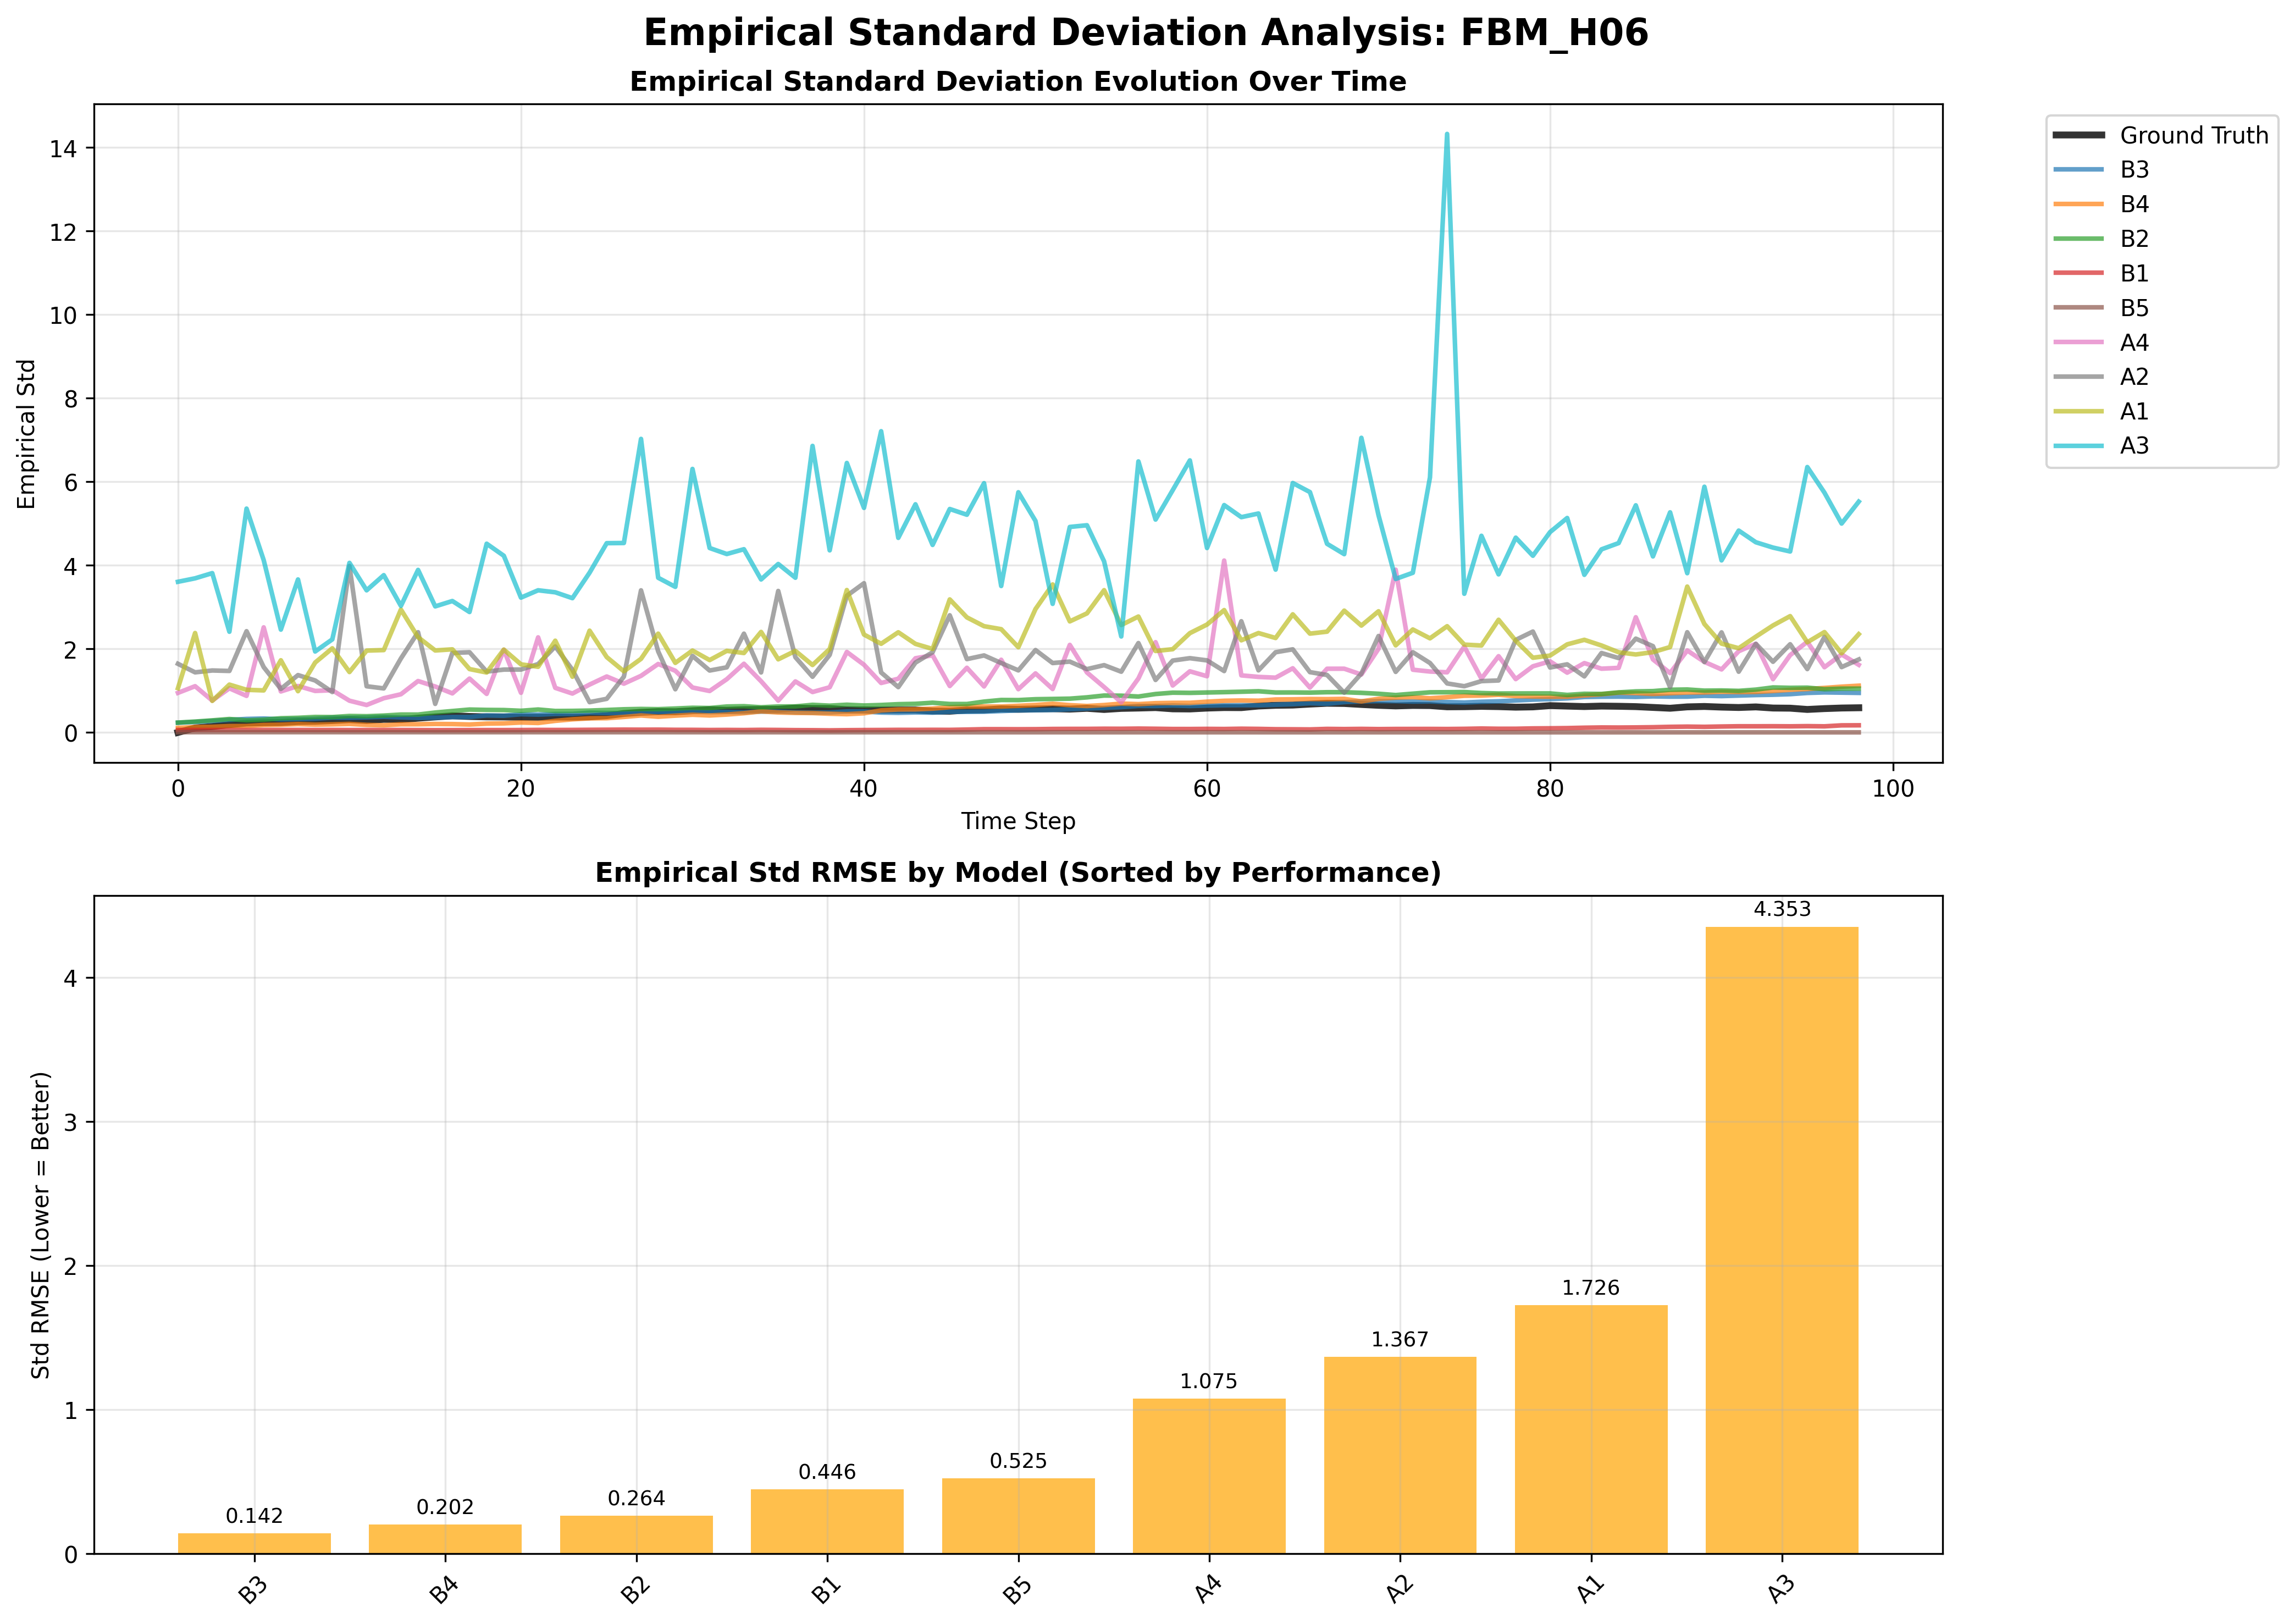 Empirical Standard Deviation Analysis: FBM_H06
Empirical Standard Deviation Evolution Over Time
Empirical Std
14
12
10
8
6
4
2
0
0 20 40 60 80 100
Time Step
Ground Truth
B3
B4
B2
B1
B5
A4
A2
A1
A3
Empirical Std RMSE by Model (Sorted by Performance)
Std RMSE (Lower = Better)
4
3
2
1
0
0.142
0.202
0.264
0.446
0.525
1.075
1.367
1.726
4.353
B3 B4 B2 B1 B5 A4 A2 A1 A3